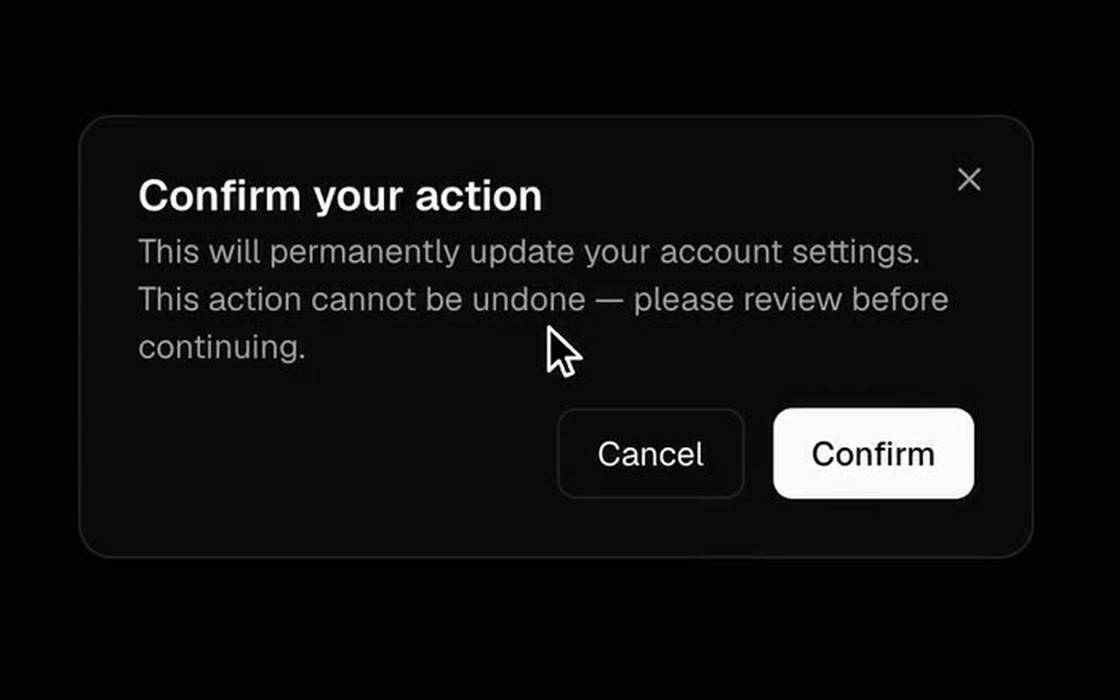 Confirm your action
This will permanently update your account settings.
This action cannot be undone — please review before
continuing.
Cancel
Confirm